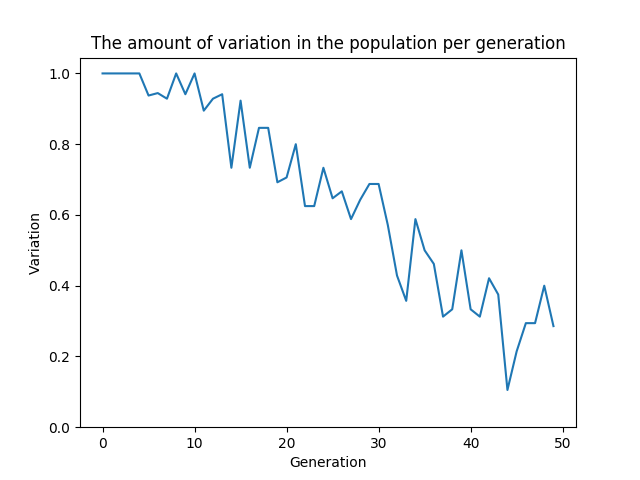 The amount of variation in the population per generation
1.0
0.8
0.6
0.4
0.2
0.0
Variation
0 10 20 30 40 50
Generation